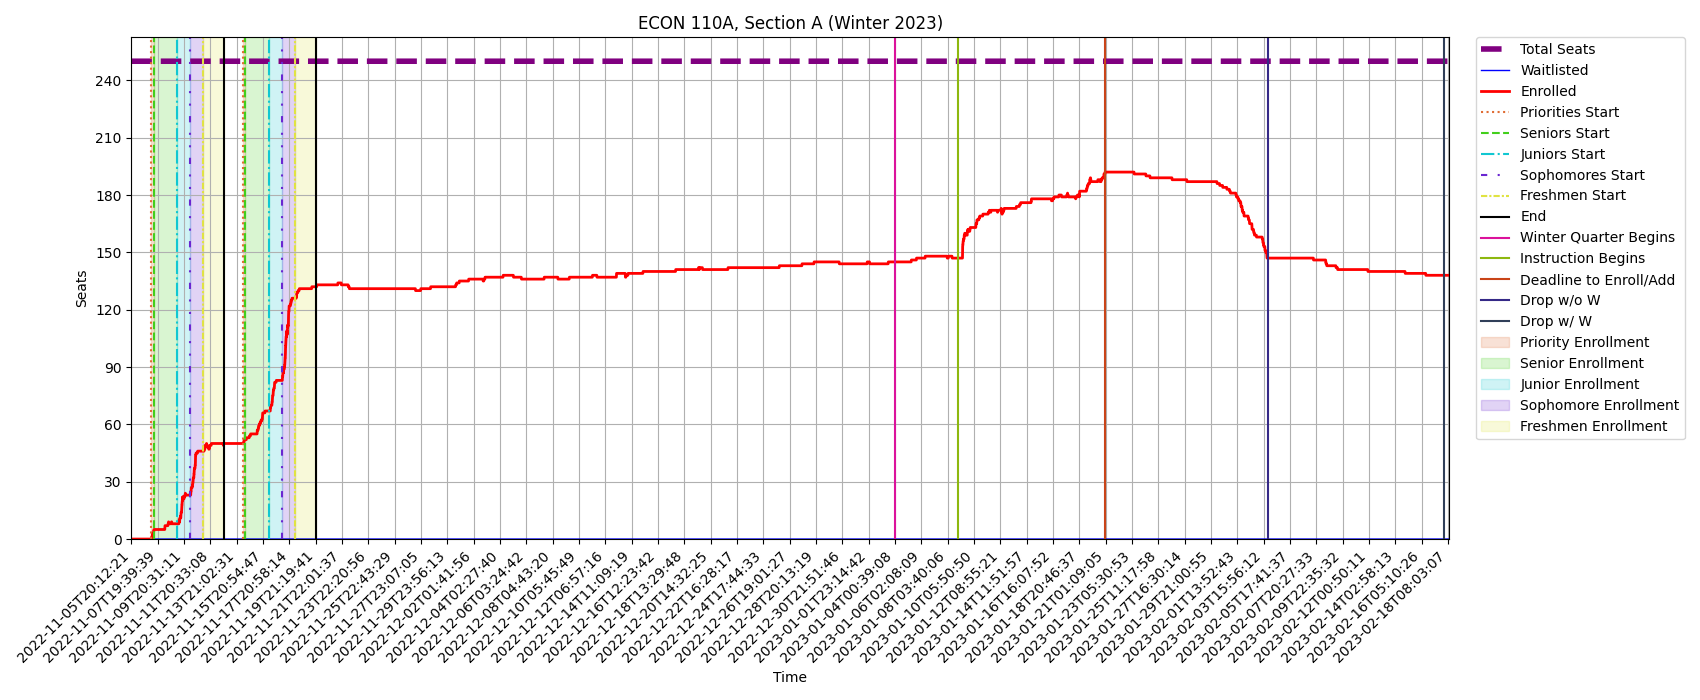 ECON 110A, Section A (Winter 2023)
240
210
180
150
120
90
60
30
0
Seats
2022-11-05T20:12:21
2022-11-07T19:39:39
2022-11-09T20:31:11
2022-11-11T20:33:08
2022-11-13T21:02:31
2022-11-15T20:54:47
2022-11-17T20:58:14
2022-11-19T21:19:41
2022-11-21T22:01:37
2022-11-23T22:20:56
2022-11-25T22:43:29
2022-11-27T23:07:05
2022-11-29T23:56:13
2022-12-02T01:41:56
2022-12-04T02:27:40
2022-12-06T03:24:42
2022-12-08T04:43:20
2022-12-10T05:45:49
2022-12-12T06:57:16
2022-12-14T11:09:19
2022-12-16T12:23:42
2022-12-18T13:29:48
2022-12-20T14:32:25
2022-12-22T16:28:17
2022-12-24T17:44:33
2022-12-26T19:01:27
2022-12-28T20:13:19
2022-12-30T21:51:46
2023-01-01T23:14:42
2023-01-04T00:39:08
2023-01-06T02:08:09
2023-01-08T03:40:06
2023-01-10T05:50:50
2023-01-12T08:55:21
2023-01-14T11:51:57
2023-01-16T16:07:52
2023-01-18T20:46:37
2023-01-21T01:09:05
2023-01-23T05:30:53
2023-01-25T11:17:58
2023-01-27T16:30:14
2023-01-29T21:00:55
2023-02-01T13:52:43
2023-02-03T15:56:12
2023-02-05T17:41:37
2023-02-07T20:27:33
2023-02-09T22:35:32
2023-02-12T00:50:11
2023-02-14T02:58:13
2023-02-16T05:10:26
2023-02-18T08:03:07
Time
Total Seats
Waitlisted
Enrolled
Priorities Start
Seniors Start
Juniors Start
Sophomores Start
Freshmen Start
End
Winter Quarter Begins
Instruction Begins
Deadline to Enroll/Add
Drop w/o W
Drop w/ W
Priority Enrollment
Senior Enrollment
Junior Enrollment
Sophomore Enrollment
Freshmen Enrollment